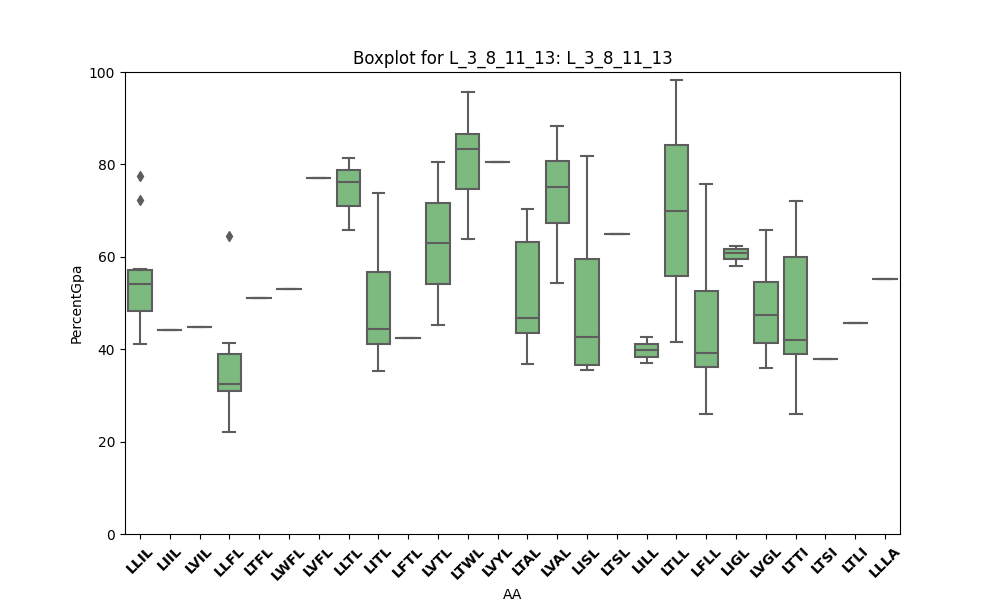 Boxplot for L_3_8_11_13: L_3_8_11_13
PercentGpa
100
80
60
40
20
0
LLIL
LIIL
LVIL
LLFL
LTFL
LWFL
LVFL
LLTL
LITL
LFTL
LVTL
LTWL
LVYL
LTAL
LVAL
LISL
LTSL
LILL
LTLL
LFLL
LIGL
LVGL
LTTI
LTSI
LTLI
LLLA
AA